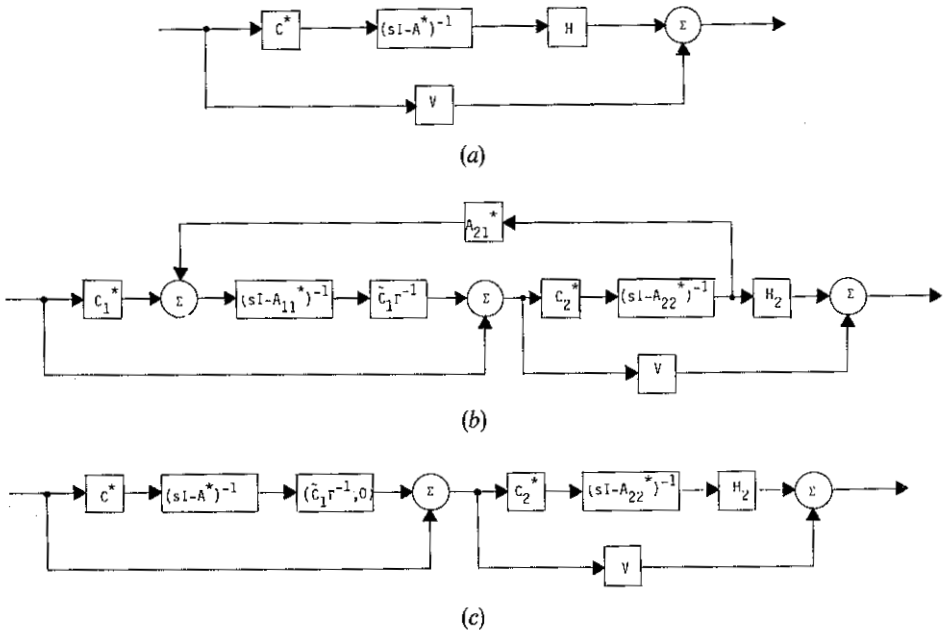 C* (sI-A*)⁻¹ H Σ
V
(a)
A₂₁*
C₁* Σ (sI-A₁₁*)⁻¹ C̃₁Γ⁻¹ Σ C₂* (sI-A₂₂*)⁻¹ H₂ Σ
V
(b)
C* (sI-A*)⁻¹ (C̃₁Γ⁻¹,0) Σ C₂* (sI-A₂₂*)⁻¹ H₂ Σ
V
(c)